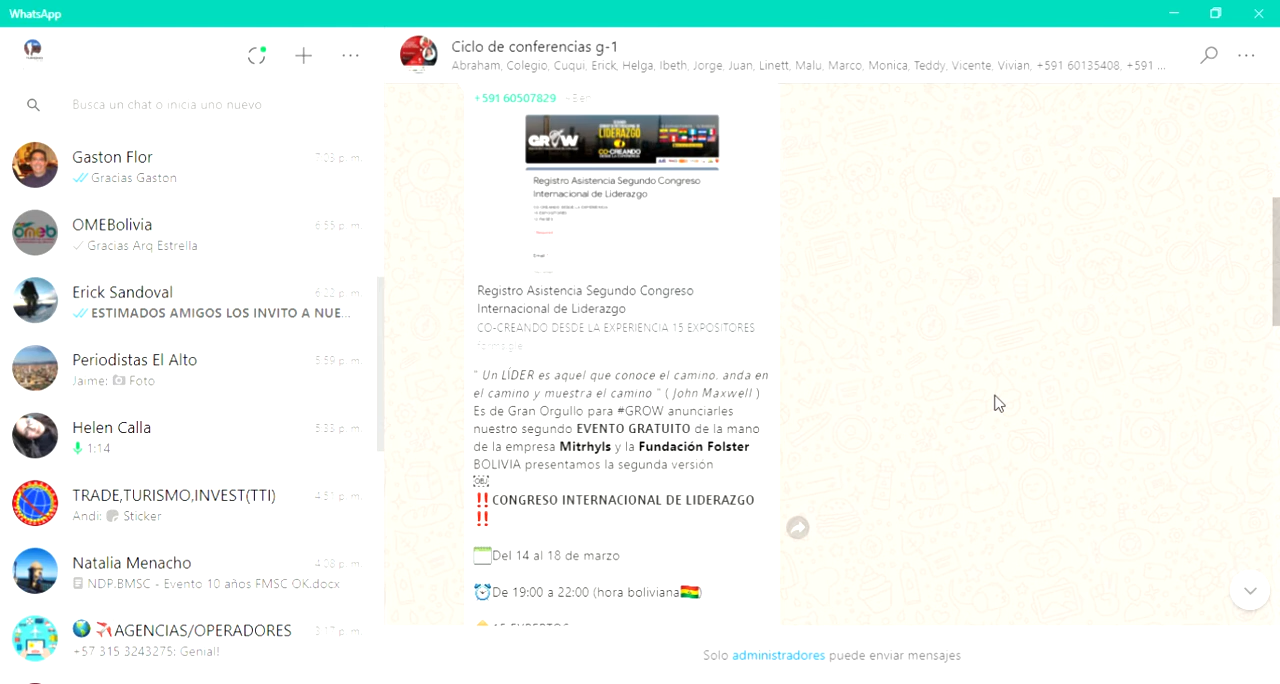 WhatsApp
Ciclo de conferencias g-1
Abraham, Colegio, Cuqui, Erick, Helga, Ibeth, Jorge, Juan, Linett, Malu, Marco, Monica, Teddy, Vicente, Vivian, +591 60135408, +591 ...
Busca un chat o inicia uno nuevo
Gaston Flor
7:03 p. m.
Gracias Gaston
OMEBolivia
6:55 p. m.
Gracias Arq Estrella
Erick Sandoval
6:22 p. m.
ESTIMADOS AMIGOS LOS INVITO A NUE...
Periodistas El Alto
5:59 p. m.
Jaime: Foto
Helen Calla
5:33 p. m.
1:14
TRADE,TURISMO,INVEST(TTI)
4:51 p. m.
Andi: Sticker
Natalia Menacho
4:08 p. m.
NDP.BMSC - Evento 10 años FMSC OK.docx
AGENCIAS/OPERADORES
3:17 p. m.
+57 315 3243275: Genial!
+591 60507829
GROW
LIDERAZGO
CO-CREANDO
Registro Asistencia Segundo Congreso
Internacional de Liderazgo
Email
Registro Asistencia Segundo Congreso
Internacional de Liderazgo
CO-CREANDO DESDE LA EXPERIENCIA 15 EXPOSITORES
forms.gle
" Un LÍDER es aquel que conoce el camino, anda en
el camino y muestra el camino " ( John Maxwell )
Es de Gran Orgullo para #GROW anunciarles
nuestro segundo EVENTO GRATUITO de la mano
de la empresa Mitrhyls y la Fundación Folster
BOLIVIA presentamos la segunda versión
OBJ
‼️CONGRESO INTERNACIONAL DE LIDERAZGO
‼️
Del 14 al 18 de marzo
De 19:00 a 22:00 (hora boliviana🇧🇴)
15 EXPERTOS
Solo administradores puede enviar mensajes